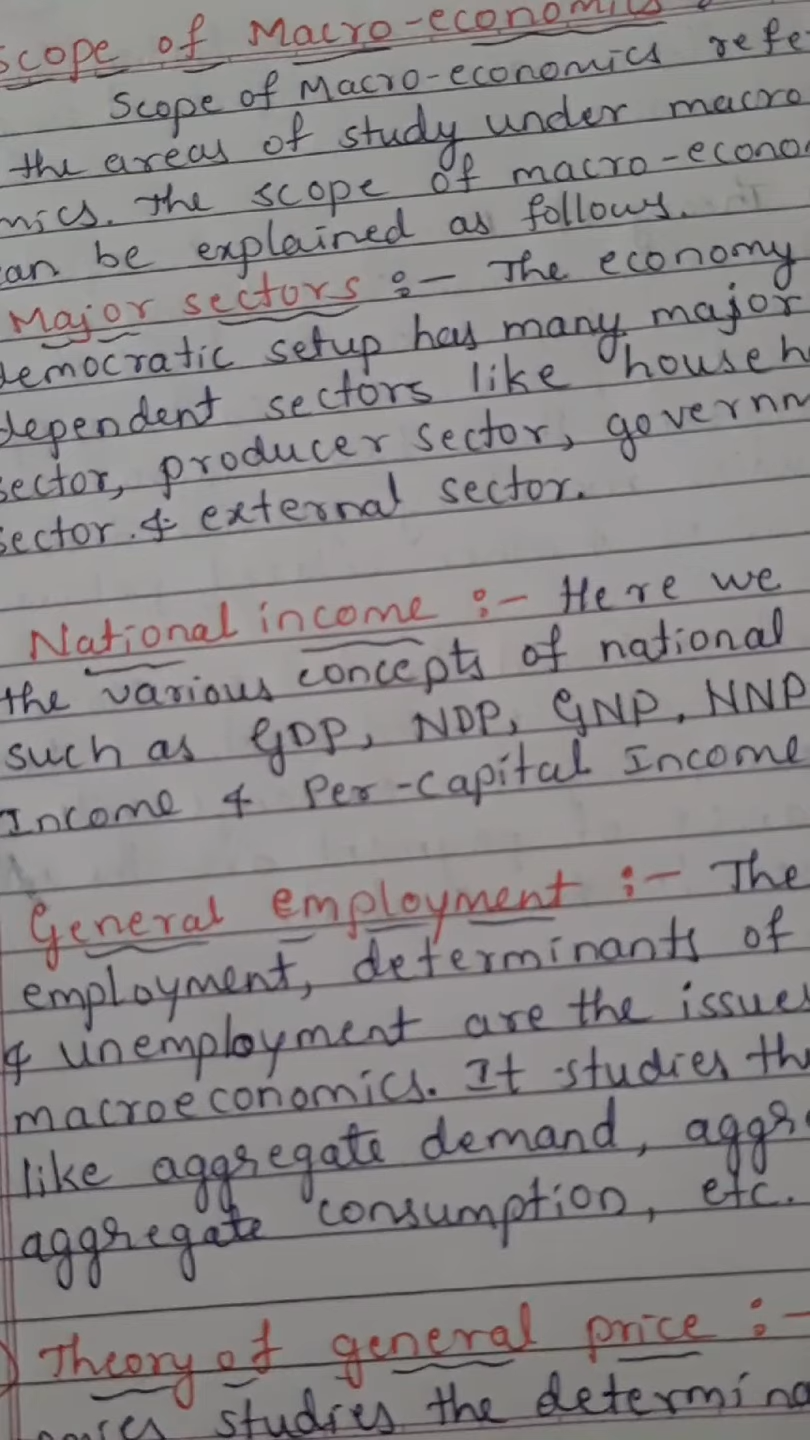 scope of Macro-economics
Scope of Macro-economics refe
the areas of study under macro
mics. The scope of macro-econo
an be explained as follows.
Major sectors :- The economy
democratic setup has many major
dependent sectors like househ
sector, producer sector, governm
sector & external sector.
National income :- Here we
the various concepts of national
such as GDP, NDP, GNP, NNP
Income & Per-capital Income
General employment :- The
employment, determinants of
& unemployment are the issues
macroeconomics. It studies th
like aggregate demand, aggr
aggregate consumption, etc.
Theory of general price :-
omics studies the determina